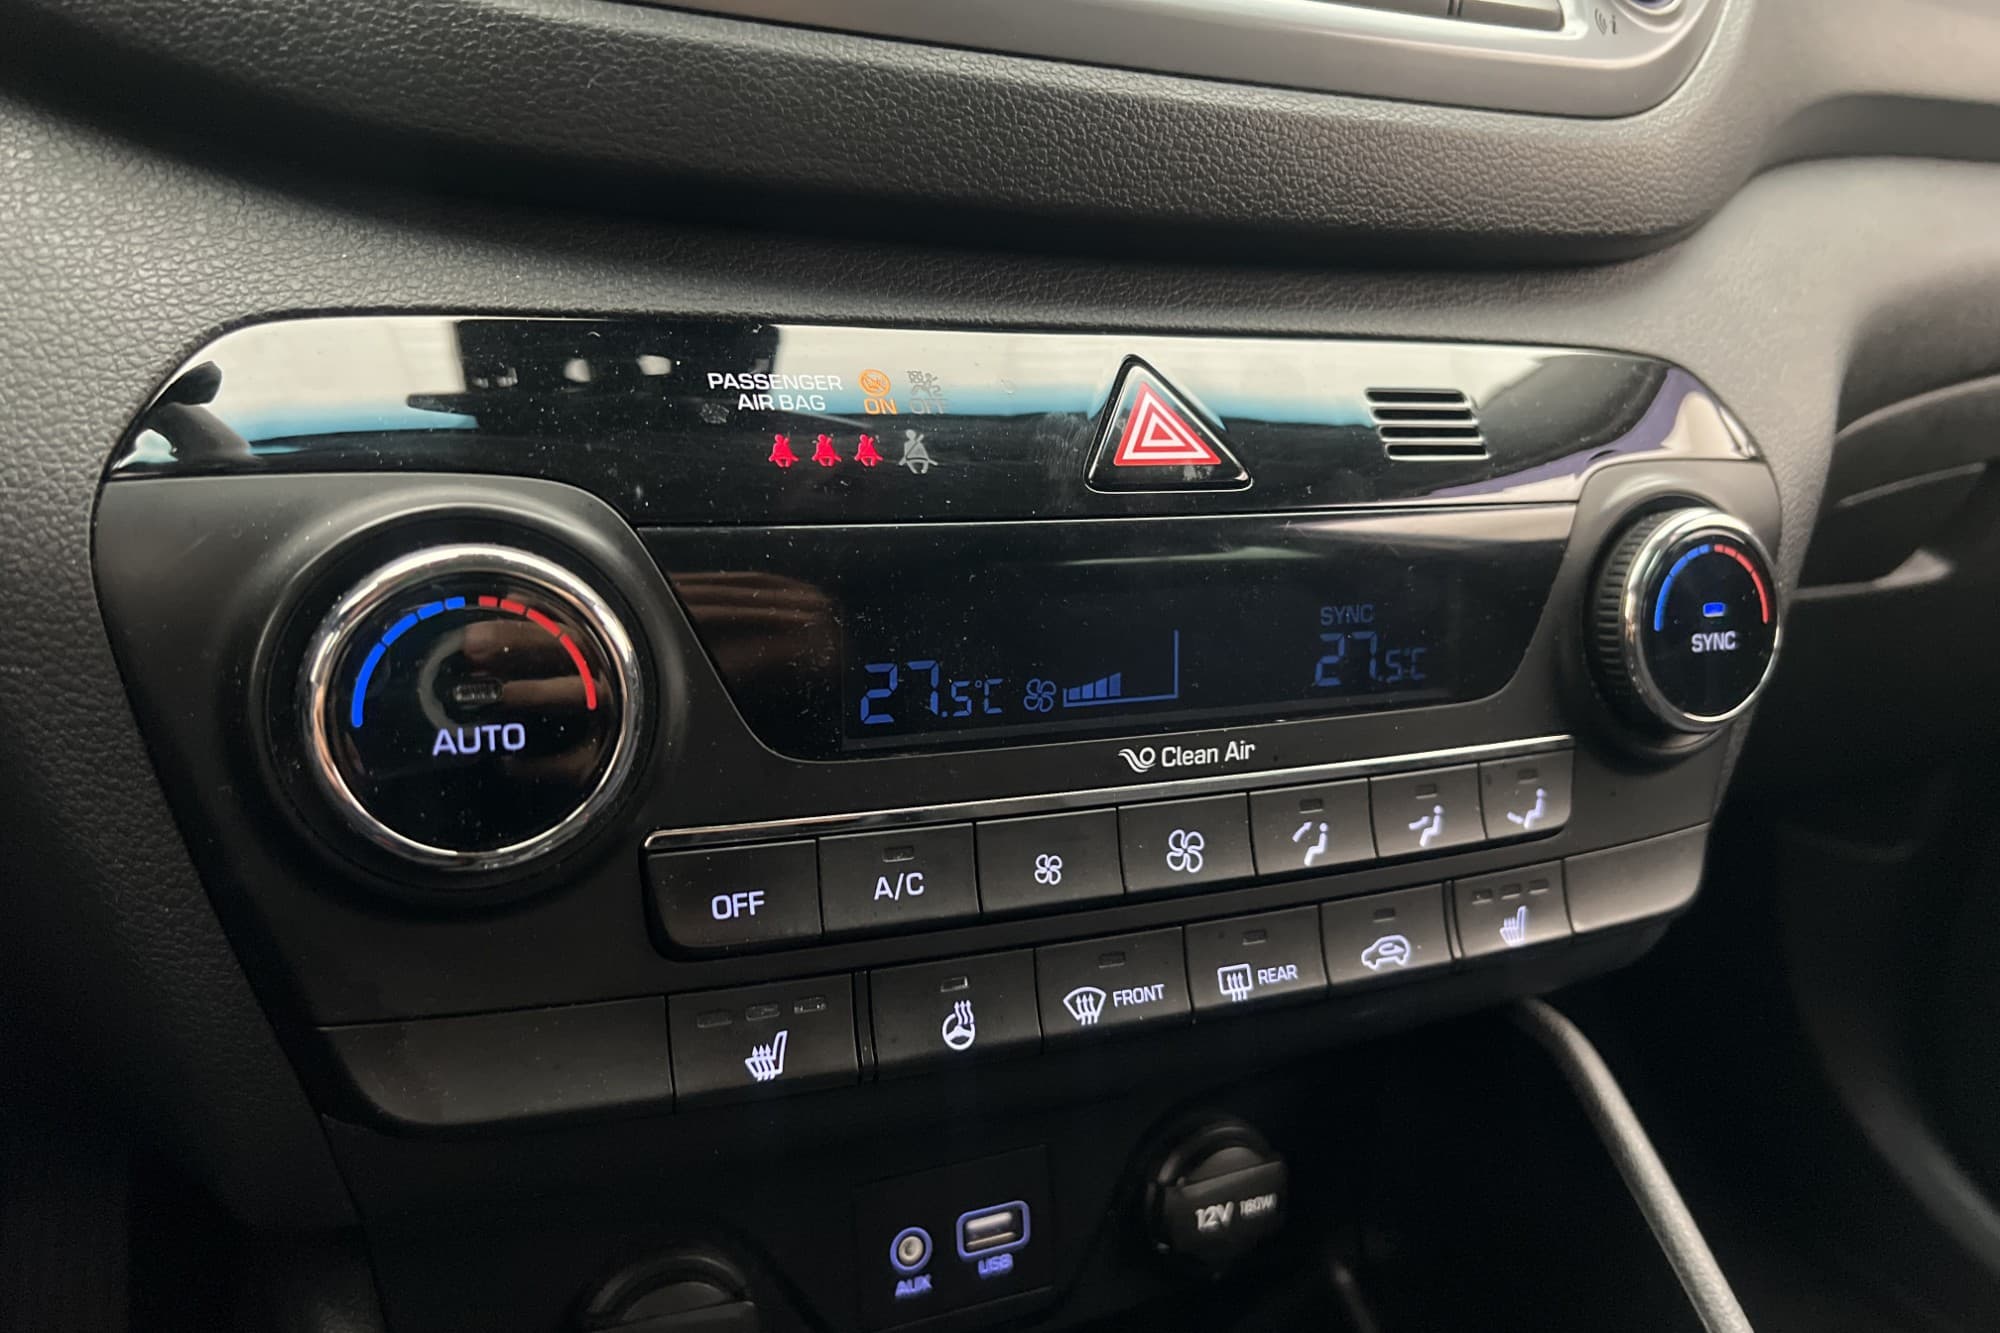 PASSENGER
AIR BAG
ON OFF
SYNC
27.5°C
27.5°C
SYNC
AUTO
Clean Air
OFF
A/C
FRONT
REAR
12V 180W
AUX
USB